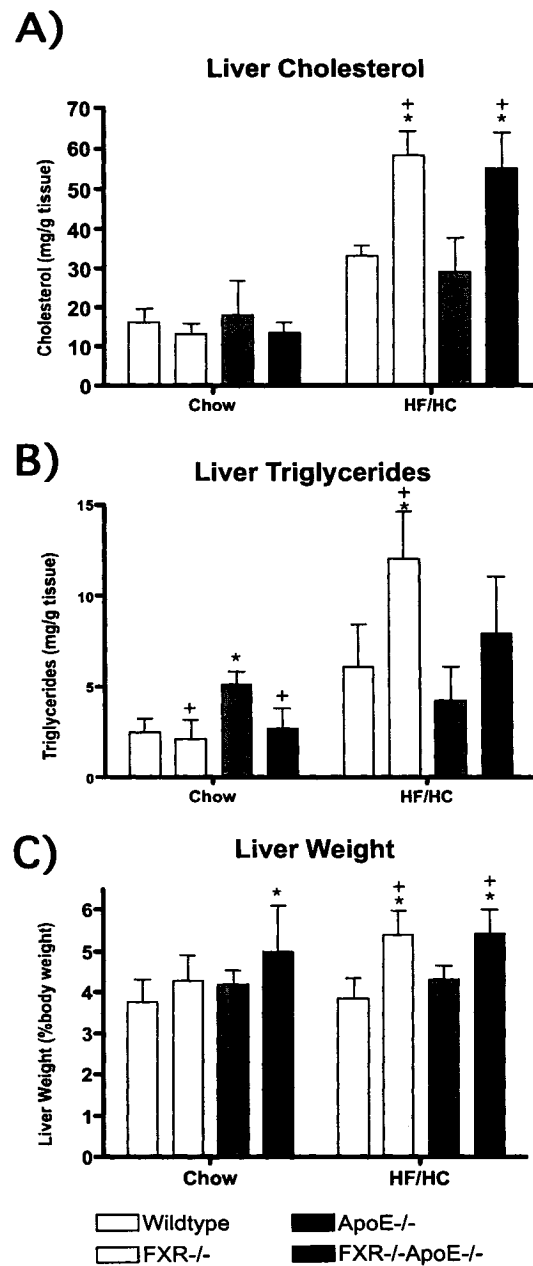 A)
Liver Cholesterol
Cholesterol (mg/g tissue)
70
60
50
40
30
20
10
0
+
*
+
*
Chow
HF/HC
B)
Liver Triglycerides
Triglycerides (mg/g tissue)
15
10
5
0
+
*
+
+
*
Chow
HF/HC
C)
Liver Weight
Liver Weight (%body weight)
6
5
4
3
2
1
0
*
+
*
+
*
Chow
HF/HC
Wildtype
ApoE-/-
FXR-/-
FXR-/-ApoE-/-